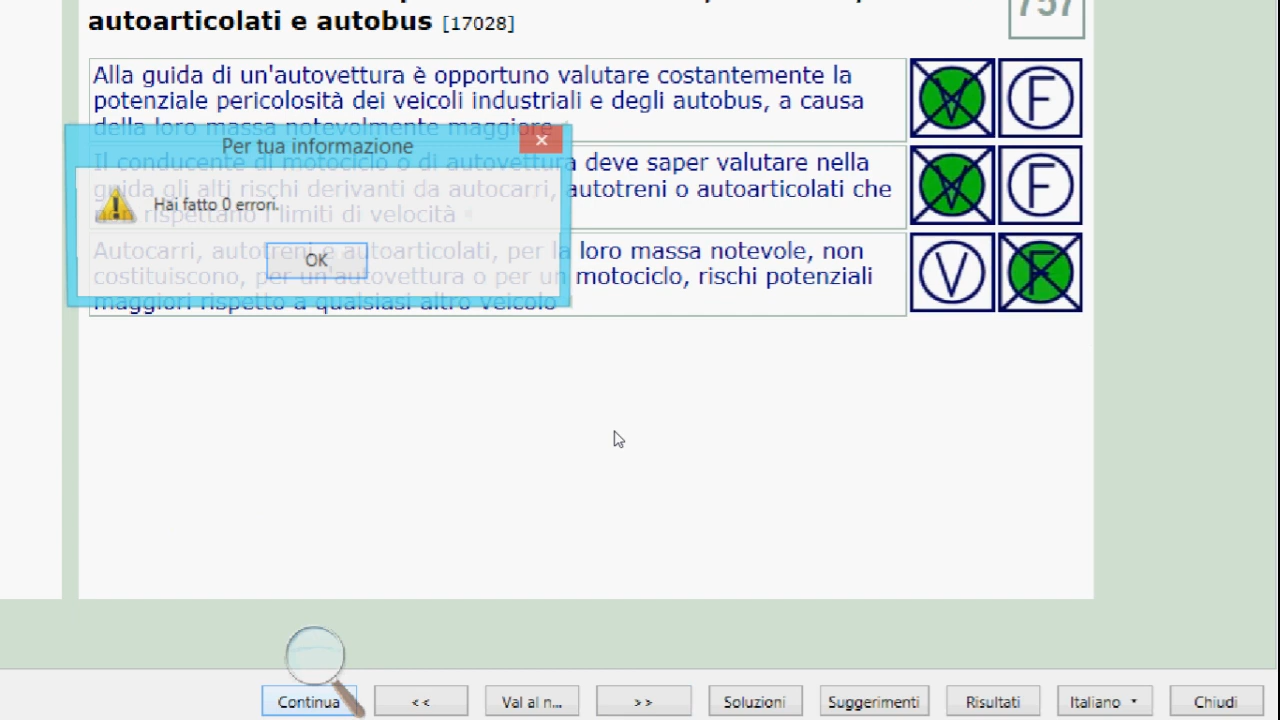 autoarticolati e autobus [17028]
757
Alla guida di un'autovettura è opportuno valutare costantemente la
potenziale pericolosità dei veicoli industriali e degli autobus, a causa
della loro massa notevolmente maggiore
V F
Per tua informazione
Il conducente di motociclo o di autovettura deve saper valutare nella
guida gli alti rischi derivanti da autocarri, autotreni o autoarticolati che
non rispettano i limiti di velocità
V F
Hai fatto 0 errori.
Autocarri, autotreni e autoarticolati, per la loro massa notevole, non
costituiscono, per un'autovettura o per un motociclo, rischi potenziali
maggiori rispetto a qualsiasi altro veicolo
V F
OK
Continua << Val al n... >> Soluzioni Suggerimenti Risultati Italiano Chiudi